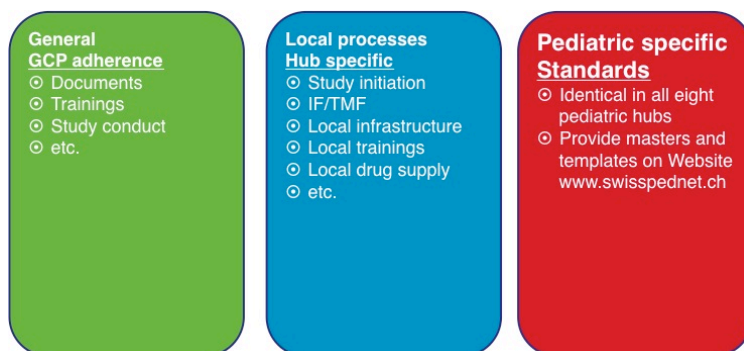 General
GCP adherence
⊙ Documents
⊙ Trainings
⊙ Study conduct
⊙ etc.
Local processes
Hub specific
⊙ Study initiation
⊙ IF/TMF
⊙ Local infrastructure
⊙ Local trainings
⊙ Local drug supply
⊙ etc.
Pediatric specific
Standards
⊙ Identical in all eight
pediatric hubs
⊙ Provide masters and
templates on Website
www.swisspednet.ch